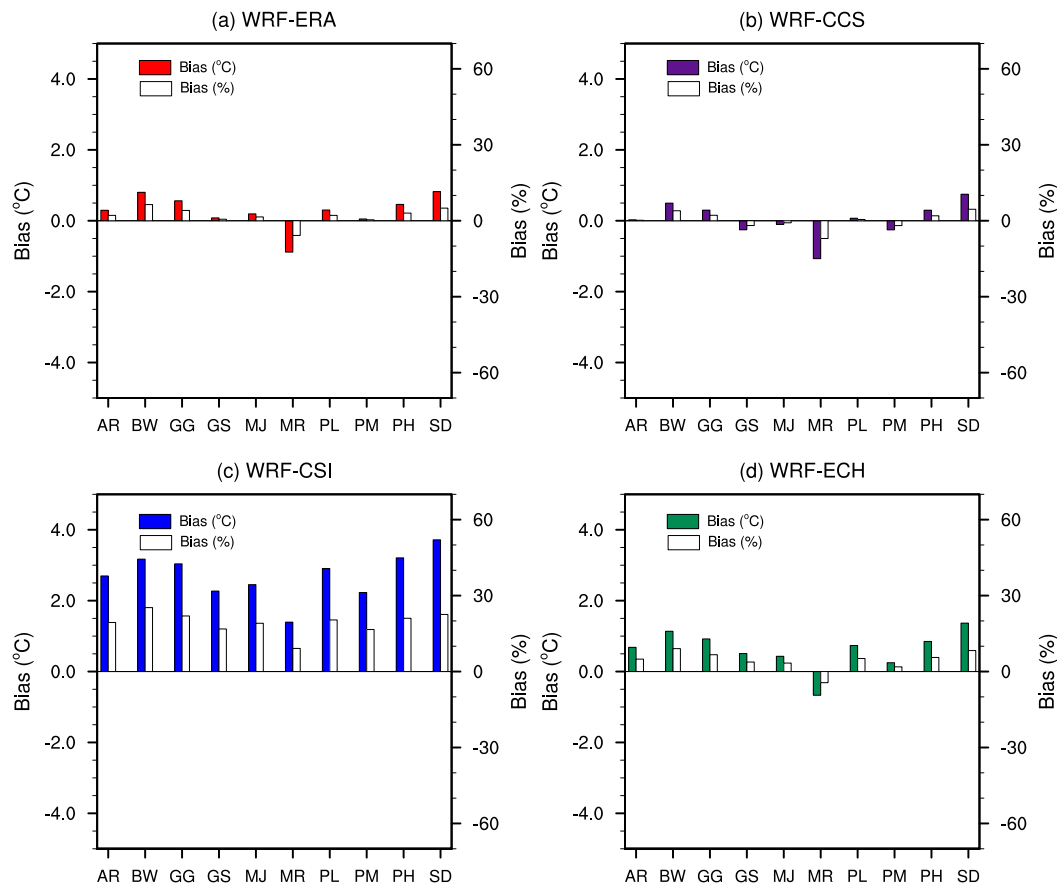 (a) WRF-ERA
Bias (°C)
Bias (%)
4.0
2.0
0.0
-2.0
-4.0
Bias (°C)
60
30
0
-30
-60
Bias (%)
AR BW GG GS MJ MR PL PM PH SD
(b) WRF-CCS
Bias (°C)
Bias (%)
4.0
2.0
0.0
-2.0
-4.0
Bias (°C)
60
30
0
-30
-60
Bias (%)
AR BW GG GS MJ MR PL PM PH SD
(c) WRF-CSI
Bias (°C)
Bias (%)
4.0
2.0
0.0
-2.0
-4.0
Bias (°C)
60
30
0
-30
-60
Bias (%)
AR BW GG GS MJ MR PL PM PH SD
(d) WRF-ECH
Bias (°C)
Bias (%)
4.0
2.0
0.0
-2.0
-4.0
Bias (°C)
60
30
0
-30
-60
Bias (%)
AR BW GG GS MJ MR PL PM PH SD